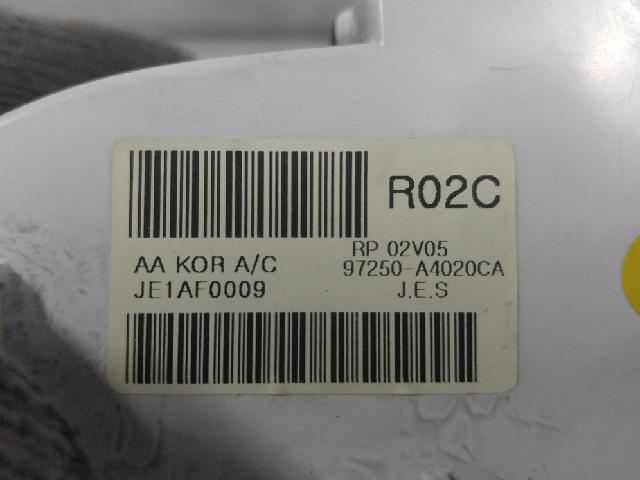 R02C
AA KOR A/C RP 02V05
JE1AF0009 97250-A4020CA
J.E.S